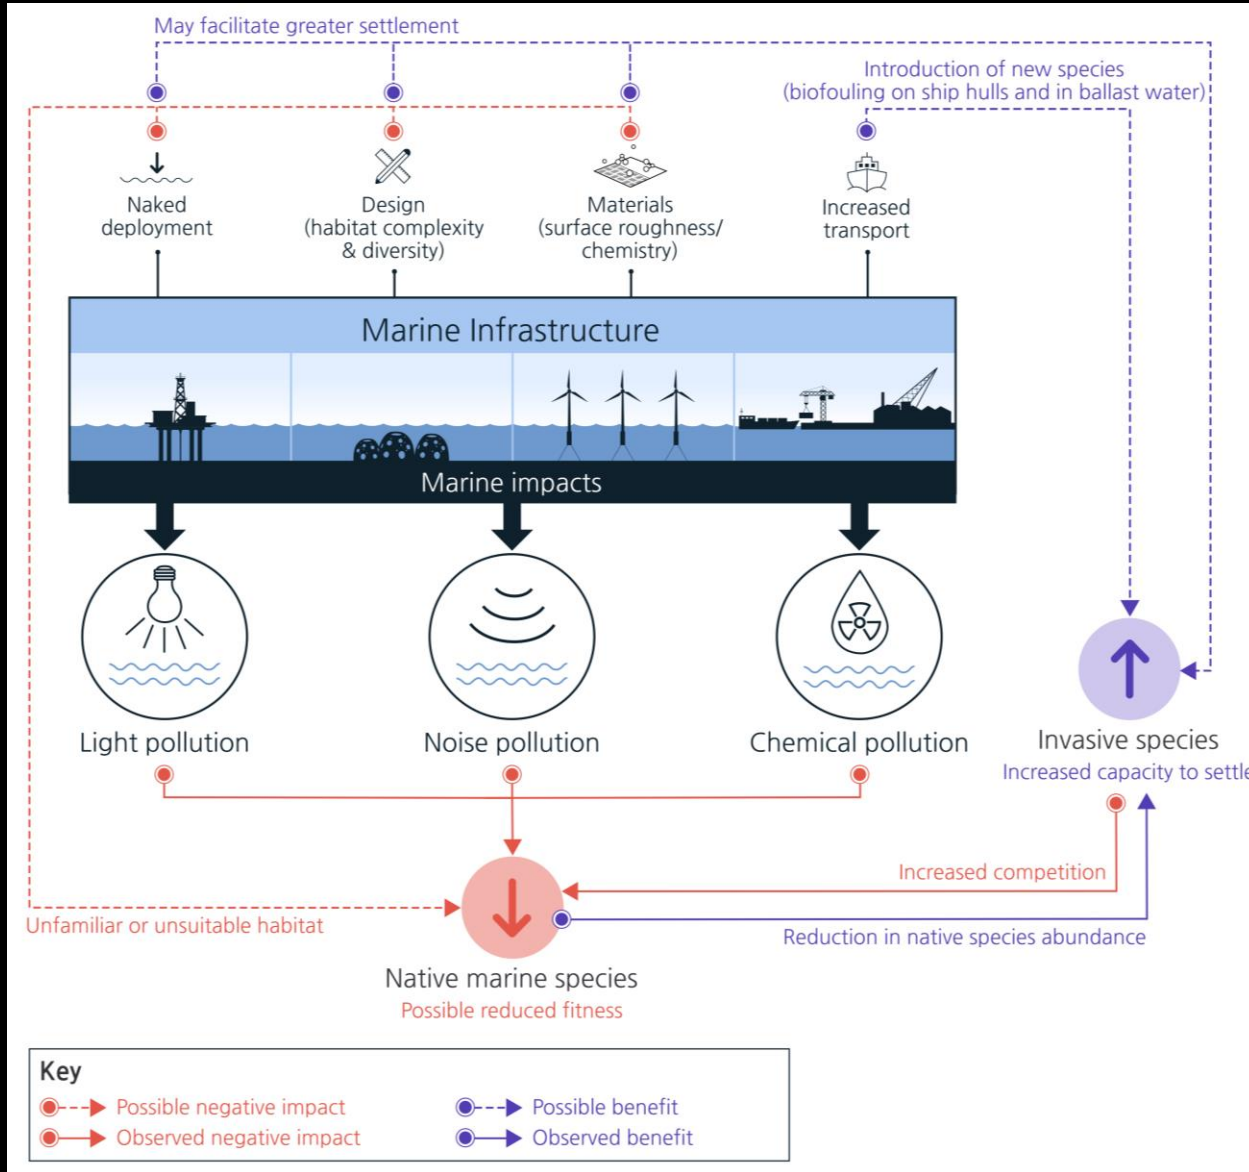 May facilitate greater settlement
Introduction of new species
(biofouling on ship hulls and in ballast water)
Naked
deployment
Design
(habitat complexity
& diversity)
Materials
(surface roughness/
chemistry)
Increased
transport
Marine Infrastructure
Marine impacts
Light pollution
Noise pollution
Chemical pollution
Invasive species
Increased capacity to settle
Increased competition
Unfamiliar or unsuitable habitat
Reduction in native species abundance
Native marine species
Possible reduced fitness
Key
Possible negative impact
Possible benefit
Observed negative impact
Observed benefit